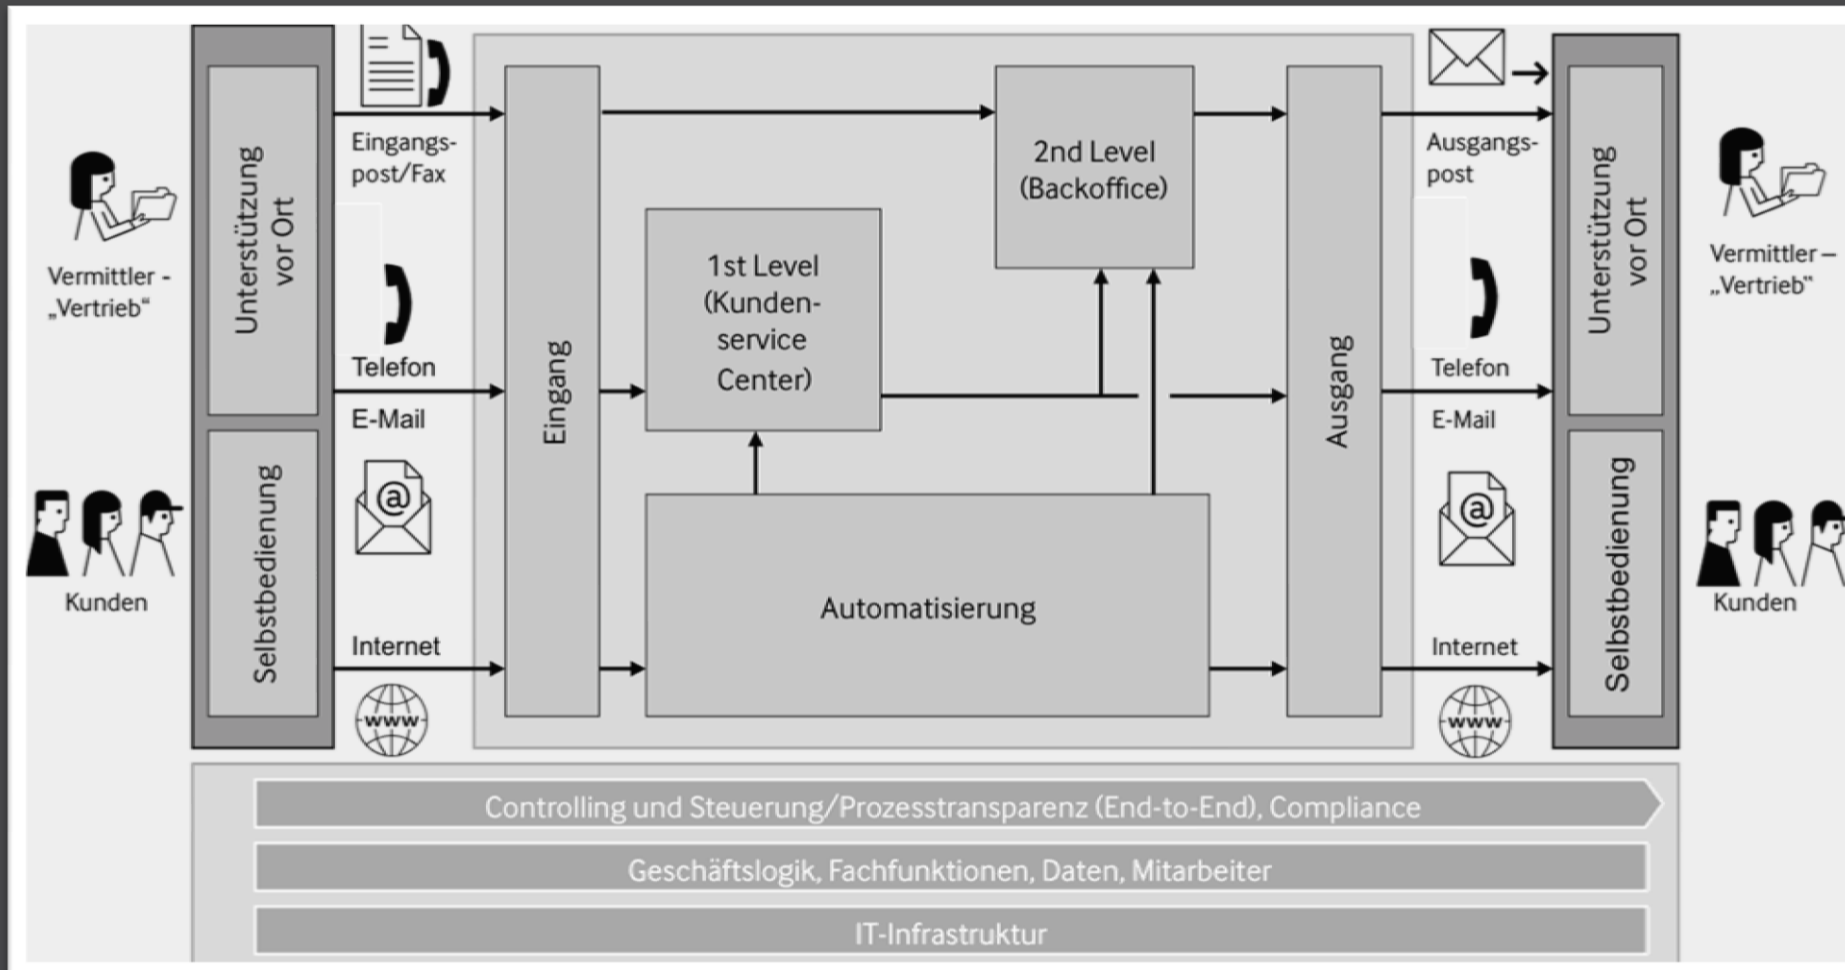 Unterstützung
vor Ort
Selbstbedienung
Vermittler -
„Vertrieb“
Kunden
Eingangs-
post/Fax
Telefon
E-Mail
@
Internet
www
Eingang
1st Level
(Kunden-
service
Center)
2nd Level
(Backoffice)
Automatisierung
Ausgang
Ausgangs-
post
Telefon
E-Mail
@
Internet
www
Unterstützung
vor Ort
Selbstbedienung
Vermittler –
„Vertrieb“
Kunden
Controlling und Steuerung/Prozesstransparenz (End-to-End), Compliance
Geschäftslogik, Fachfunktionen, Daten, Mitarbeiter
IT-Infrastruktur